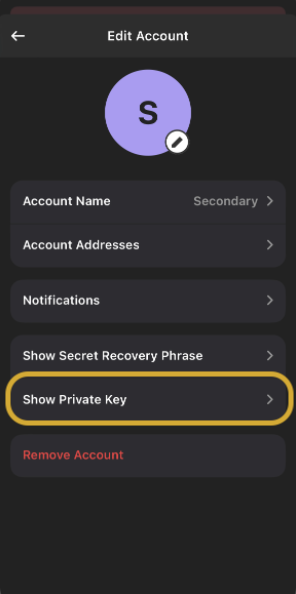 Edit Account
S
Account Name Secondary
Account Addresses
Notifications
Show Secret Recovery Phrase
Show Private Key
Remove Account